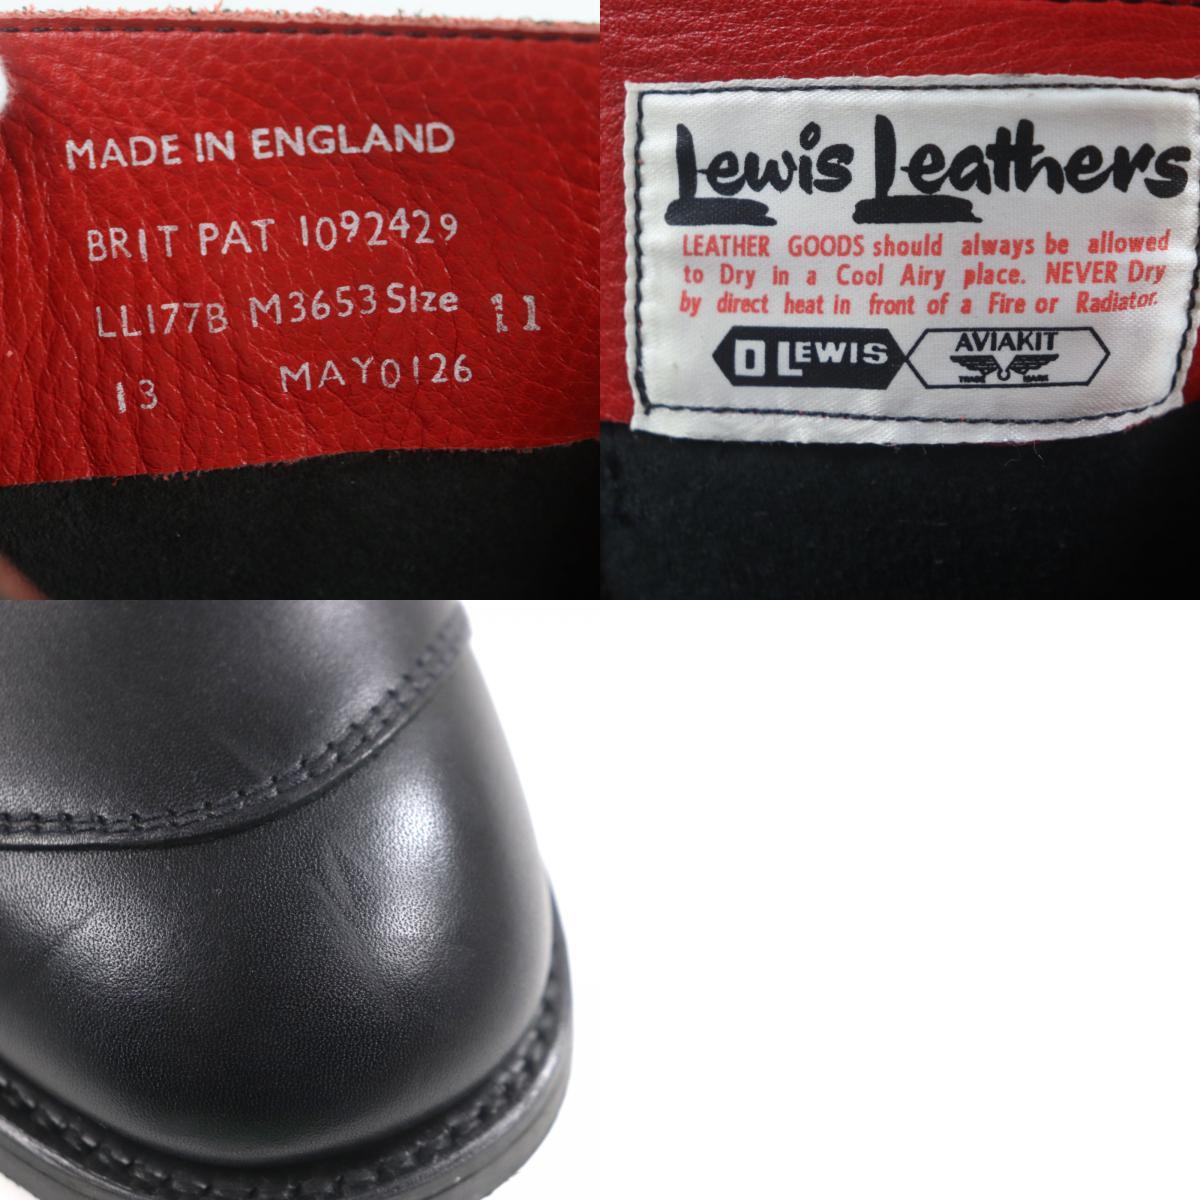 MADE IN ENGLAND
BRIT PAT 1092429
LL177B M3653 Size 11
13 MAY0126
Lewis Leathers
LEATHER GOODS should always be allowed
to Dry in a Cool Airy place. NEVER Dry
by direct heat in front of a Fire or Radiator.
D LEWIS AVIAKIT
TRADE MARK